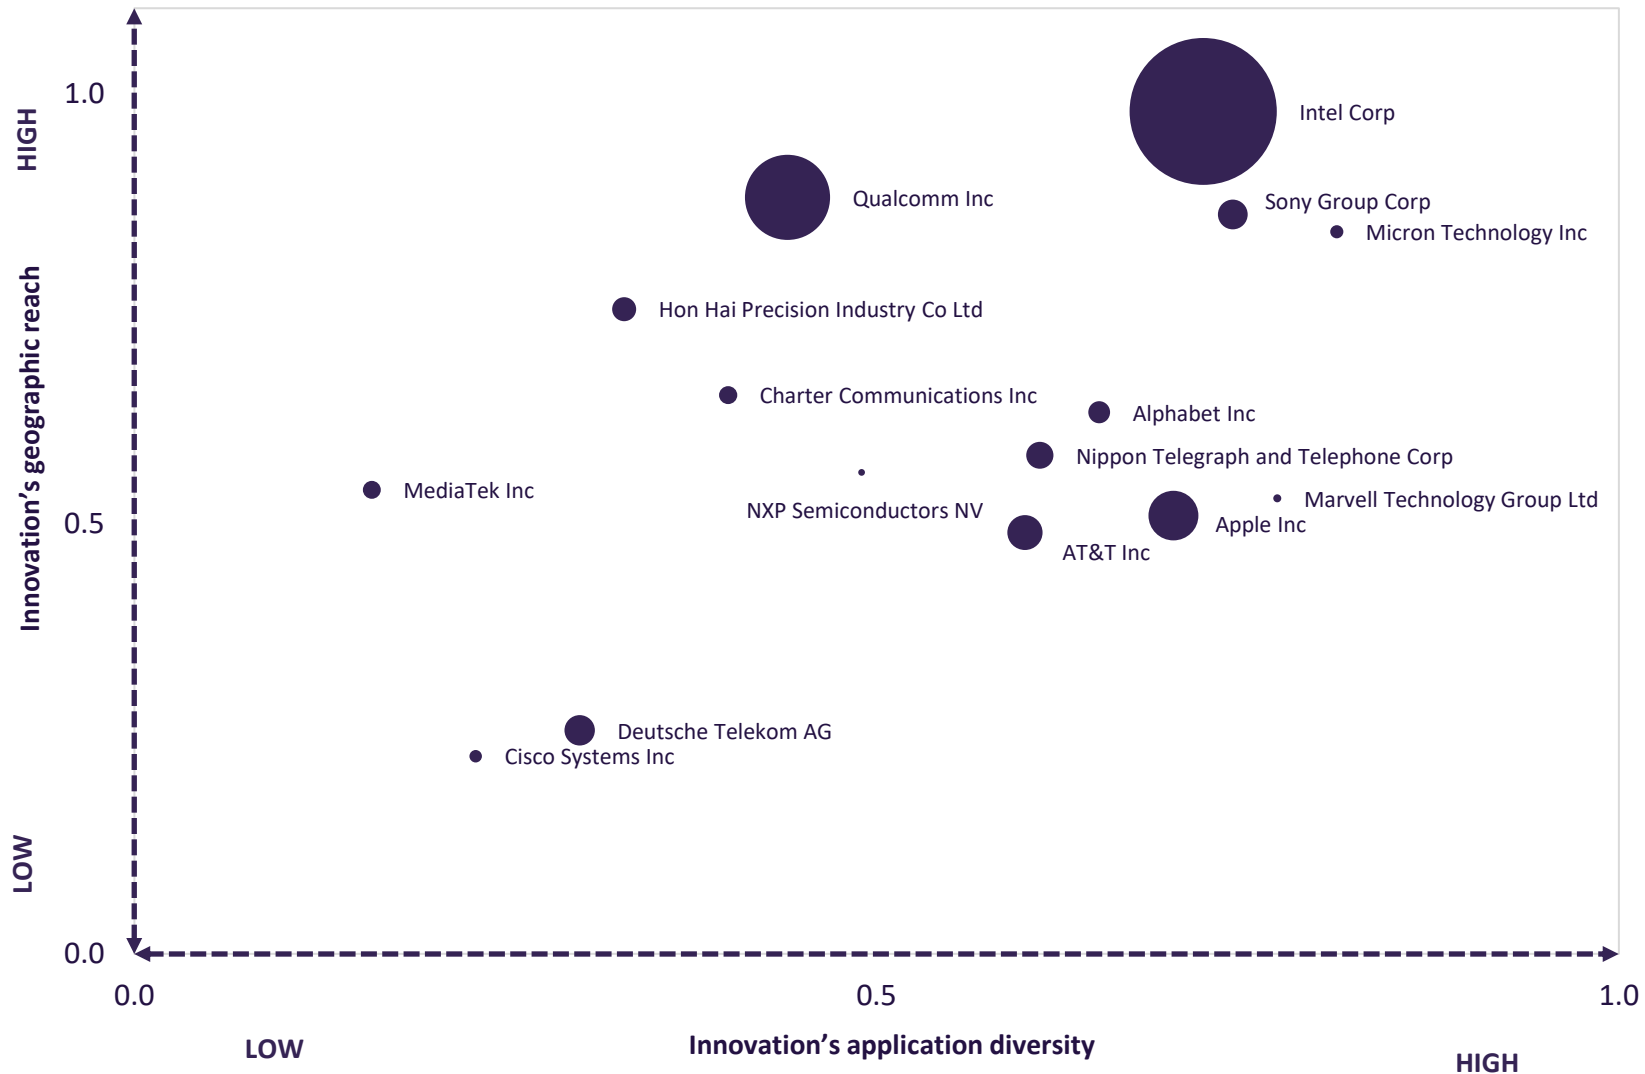 1.0
HIGH
Intel Corp
Qualcomm Inc
Sony Group Corp
Micron Technology Inc
Hon Hai Precision Industry Co Ltd
Innovation’s geographic reach
Charter Communications Inc
Alphabet Inc
Nippon Telegraph and Telephone Corp
MediaTek Inc
Marvell Technology Group Ltd
NXP Semiconductors NV
0.5
Apple Inc
AT&T Inc
Deutsche Telekom AG
Cisco Systems Inc
LOW
0.0
0.0
0.5
1.0
LOW
Innovation’s application diversity
HIGH